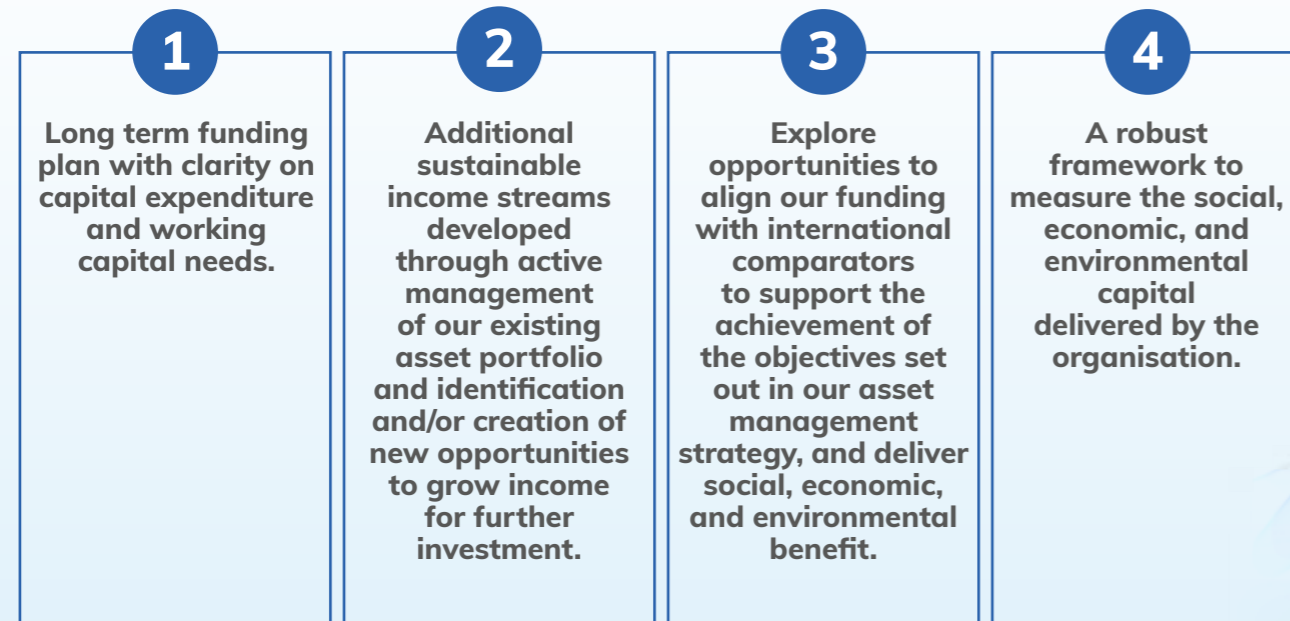 1
Long term funding
plan with clarity on
capital expenditure
and working
capital needs.
2
Additional
sustainable
income streams
developed
through active
management
of our existing
asset portfolio
and identification
and/or creation of
new opportunities
to grow income
for further
investment.
3
Explore
opportunities to
align our funding
with international
comparators
to support the
achievement of
the objectives set
out in our asset
management
strategy, and deliver
social, economic,
and environmental
benefit.
4
A robust
framework to
measure the social,
economic, and
environmental
capital
delivered by the
organisation.